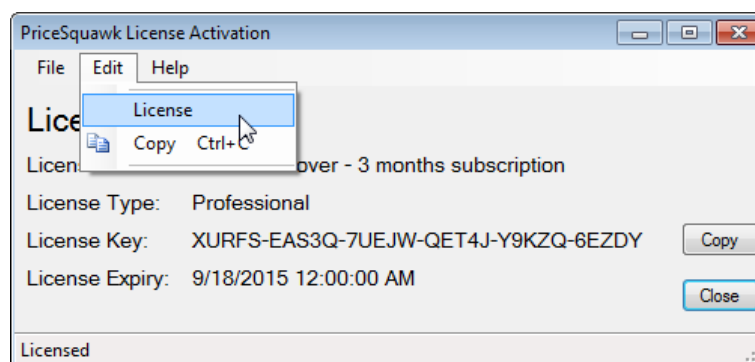 PriceSquawk License Activation
File Edit Help
License
Copy Ctrl+C
over - 3 months subscription
License Type: Professional
License Key: XURFS-EAS3Q-7UEJW-QET4J-Y9KZQ-6EZDY
Copy
License Expiry: 9/18/2015 12:00:00 AM
Close
Licensed